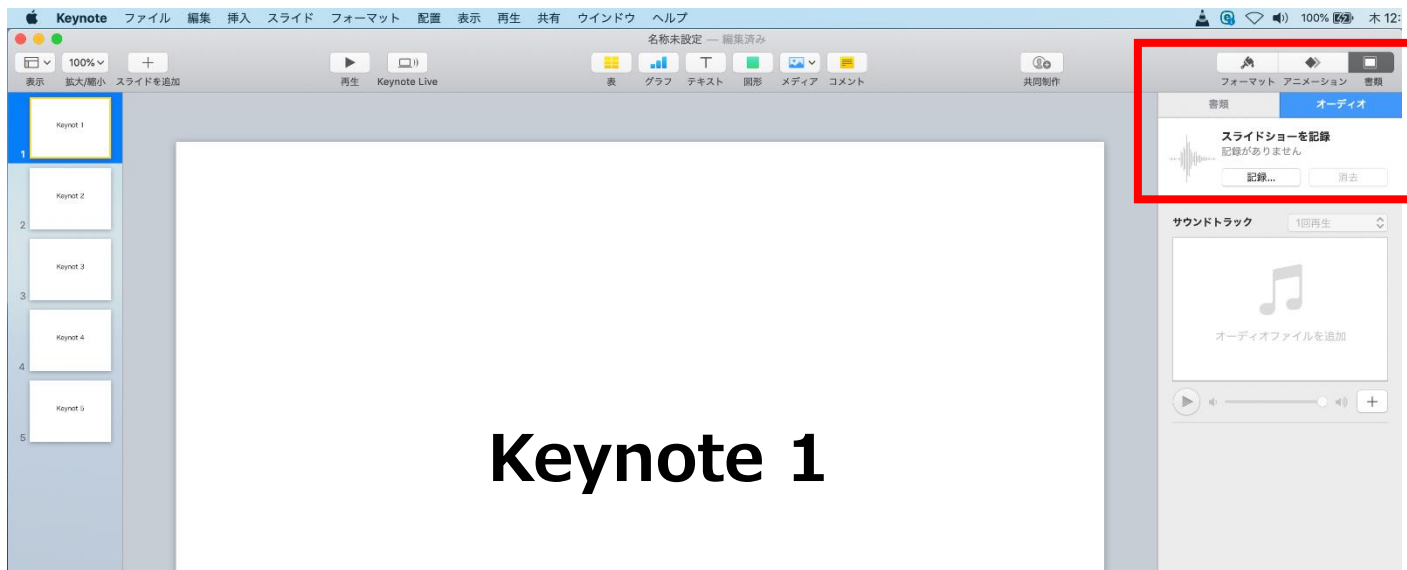 Keynote ファイル 編集 挿入 スライド フォーマット 配置 表示 再生 共有 ウインドウ ヘルプ 100% 木 12:
名称未設定 — 編集済み
100%
表示 拡大/縮小 スライドを追加 再生 Keynote Live 表 グラフ テキスト 図形 メディア コメント 共同制作 フォーマット アニメーション 書類
書類 オーディオ
スライドショーを記録
記録がありません
記録... 消去
サウンドトラック 1回再生
オーディオファイルを追加
Keynot 1
1
Keynot 2
2
Keynot 3
3
Keynot 4
4
Keynot 5
5
Keynote 1